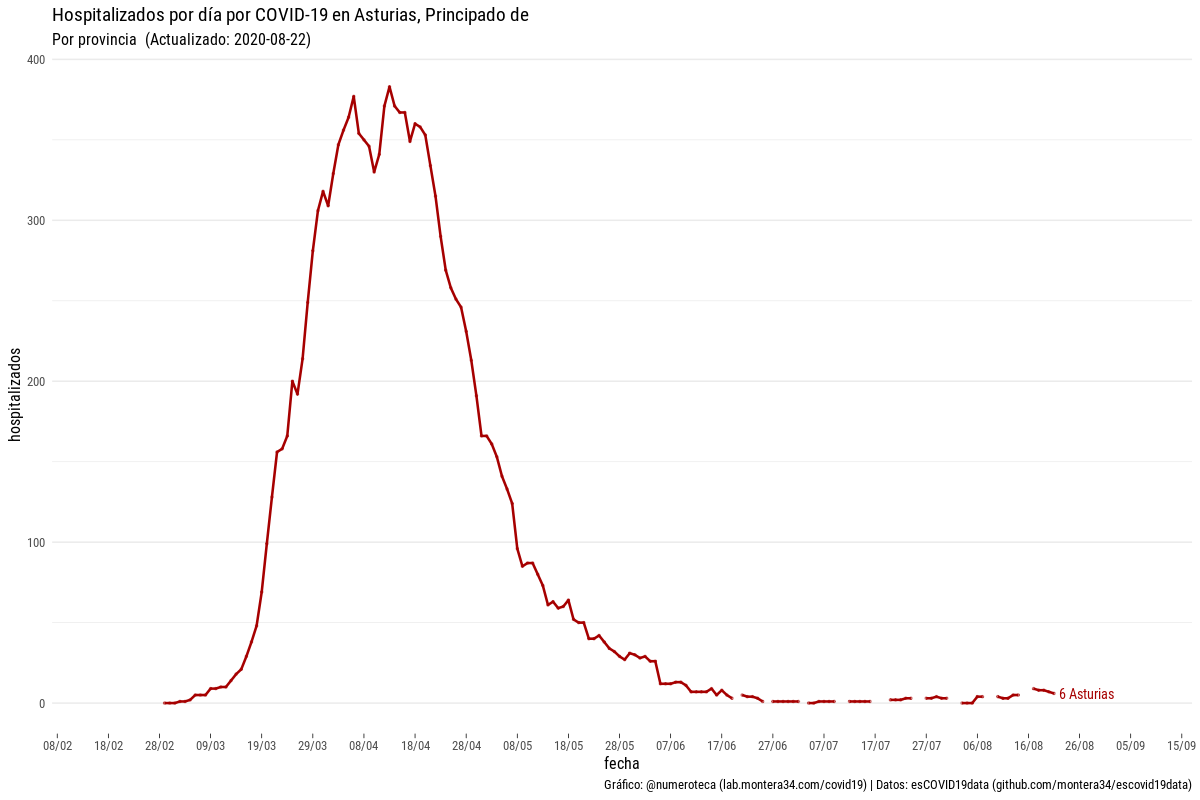 Hospitalizados por día por COVID-19 en Asturias, Principado de
Por provincia (Actualizado: 2020-08-22)
400
300
200
100
0
hospitalizados
6 Asturias
08/02 18/02 28/02 09/03 19/03 29/03 08/04 18/04 28/04 08/05 18/05 28/05 07/06 17/06 27/06 07/07 17/07 27/07 06/08 16/08 26/08 05/09 15/09
fecha
Gráfico: @numeroteca (lab.montera34.com/covid19) | Datos: esCOVID19data (github.com/montera34/escovid19data)